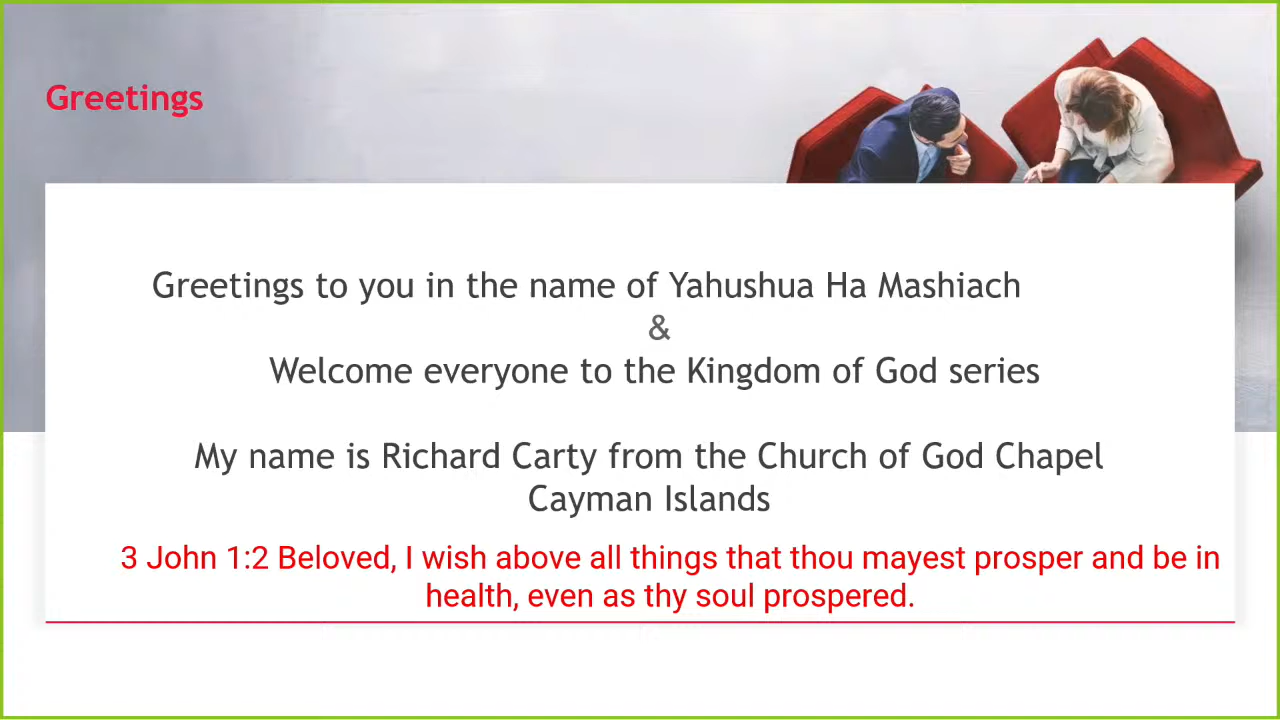 Greetings
Greetings to you in the name of Yahushua Ha Mashiach
&
Welcome everyone to the Kingdom of God series
My name is Richard Carty from the Church of God Chapel
Cayman Islands
3 John 1:2 Beloved, I wish above all things that thou mayest prosper and be in
health, even as thy soul prospered.